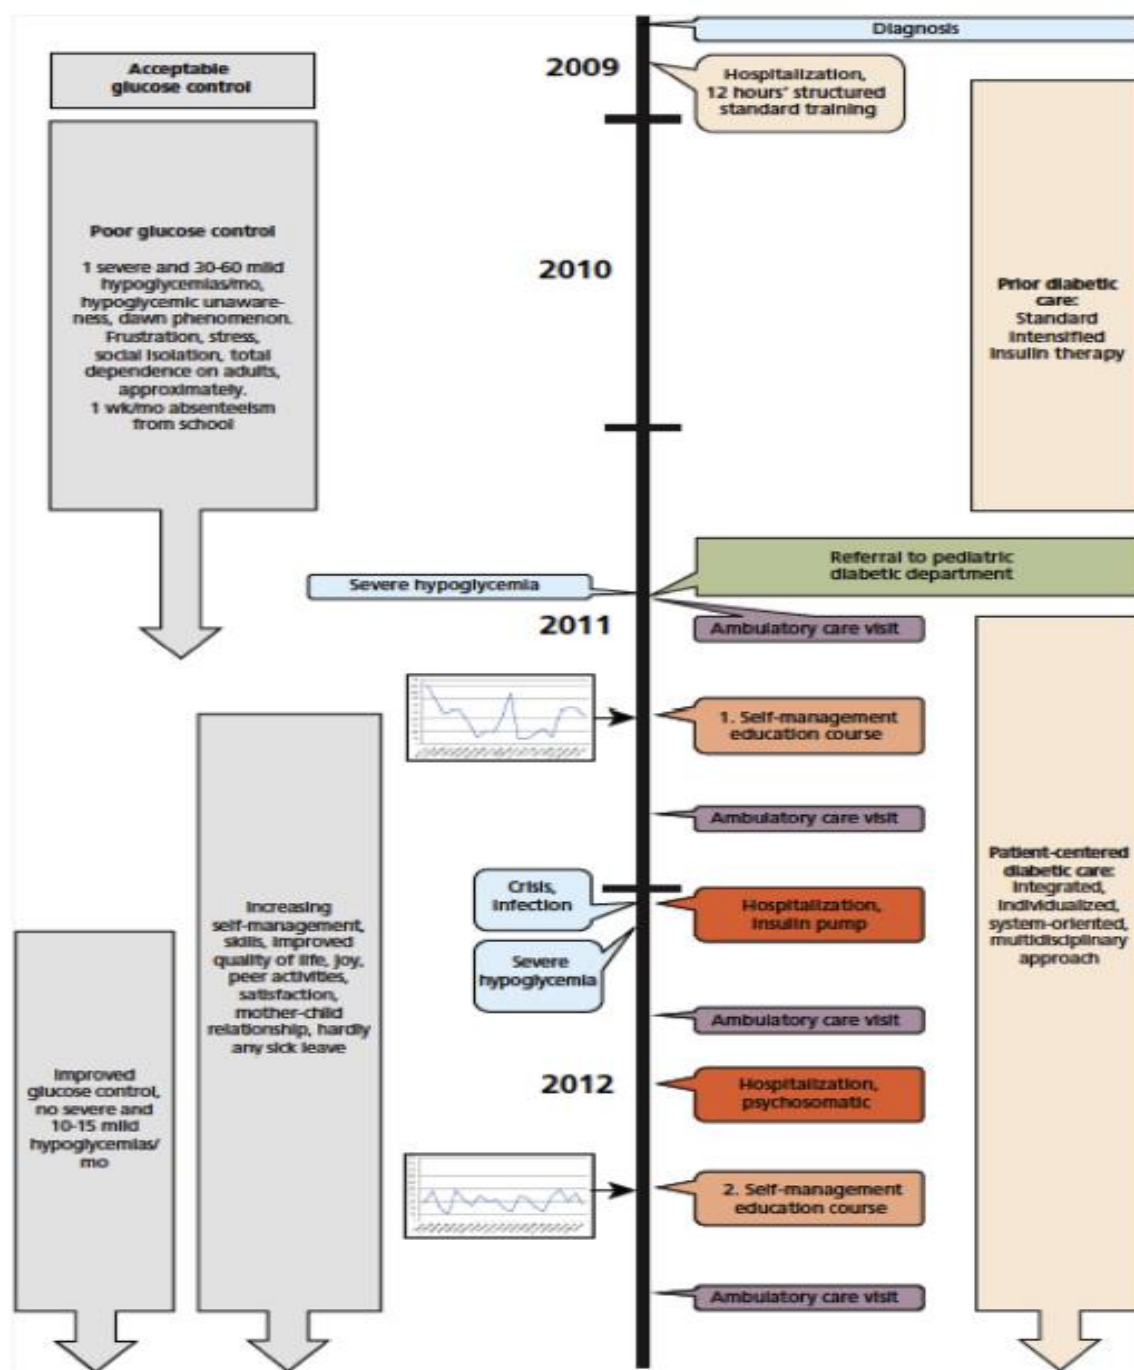 Diagnosis
2009
Acceptable
glucose control
Hospitalization,
12 hours' structured
standard training
Poor glucose control
1 severe and 30-60 mild
hypoglycemias/mo,
hypoglycemic unaware-
ness, dawn phenomenon.
Frustration, stress,
social isolation, total
dependence on adults,
approximately.
1 wk/mo absenteeism
from school
2010
Prior diabetic
care:
Standard
intensified
insulin therapy
Referral to pediatric
diabetic department
Severe hypoglycemia
2011
Ambulatory care visit
1. Self-management
education course
Ambulatory care visit
Crisis,
infection
Hospitalization,
insulin pump
Severe
hypoglycemia
Patient-centered
diabetic care:
Integrated,
individualized,
system-oriented,
multidisciplinary
approach
Increasing
self-management,
skills, improved
quality of life, joy,
peer activities,
satisfaction,
mother-child
relationship, hardly
any sick leave
Ambulatory care visit
Improved
glucose control,
no severe and
10-15 mild
hypoglycemias/
mo
2012
Hospitalization,
psychosomatic
2. Self-management
education course
Ambulatory care visit